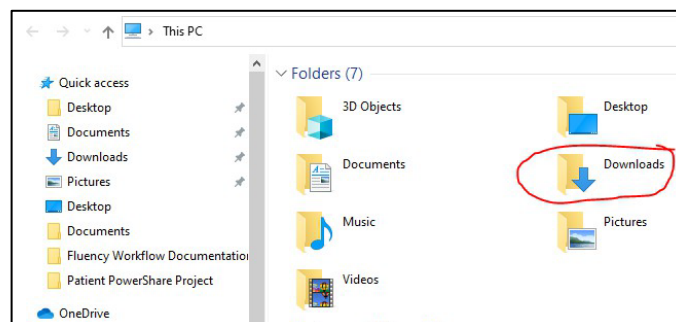 This PC
Quick access
Desktop
Documents
Downloads
Pictures
Desktop
Documents
Fluency Workflow Documentation
Patient PowerShare Project
OneDrive
Folders (7)
3D Objects
Desktop
Documents
Downloads
Music
Pictures
Videos